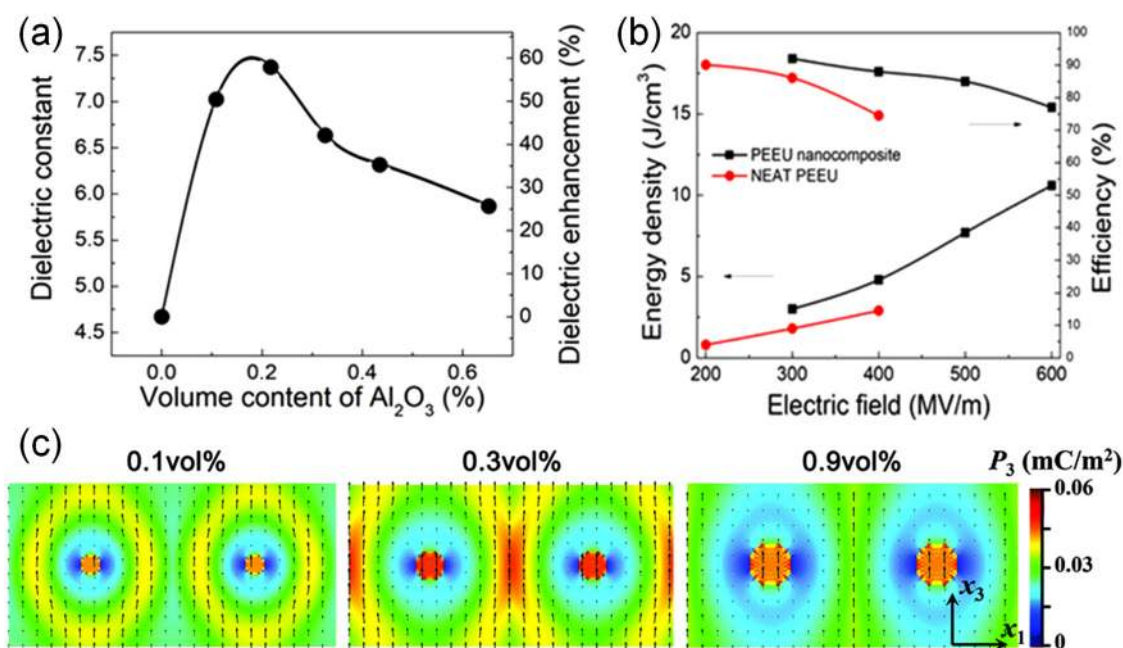 (a)
Dielectric constant
7.5
7.0
6.5
6.0
5.5
5.0
4.5
0.0
0.2
0.4
0.6
Volume content of Al₂O₃ (%)
60
50
40
30
20
10
0
Dielectric enhancement (%)
(b)
Energy density (J/cm³)
20
15
10
5
0
PEEU nanocomposite
NEAT PEEU
200
300
400
500
600
Electric field (MV/m)
100
90
80
70
60
50
40
30
20
10
0
Efficiency (%)
(c)
0.1vol%
0.3vol%
0.9vol%
P₃ (mC/m²)
0.06
0.03
0
x₃
x₁